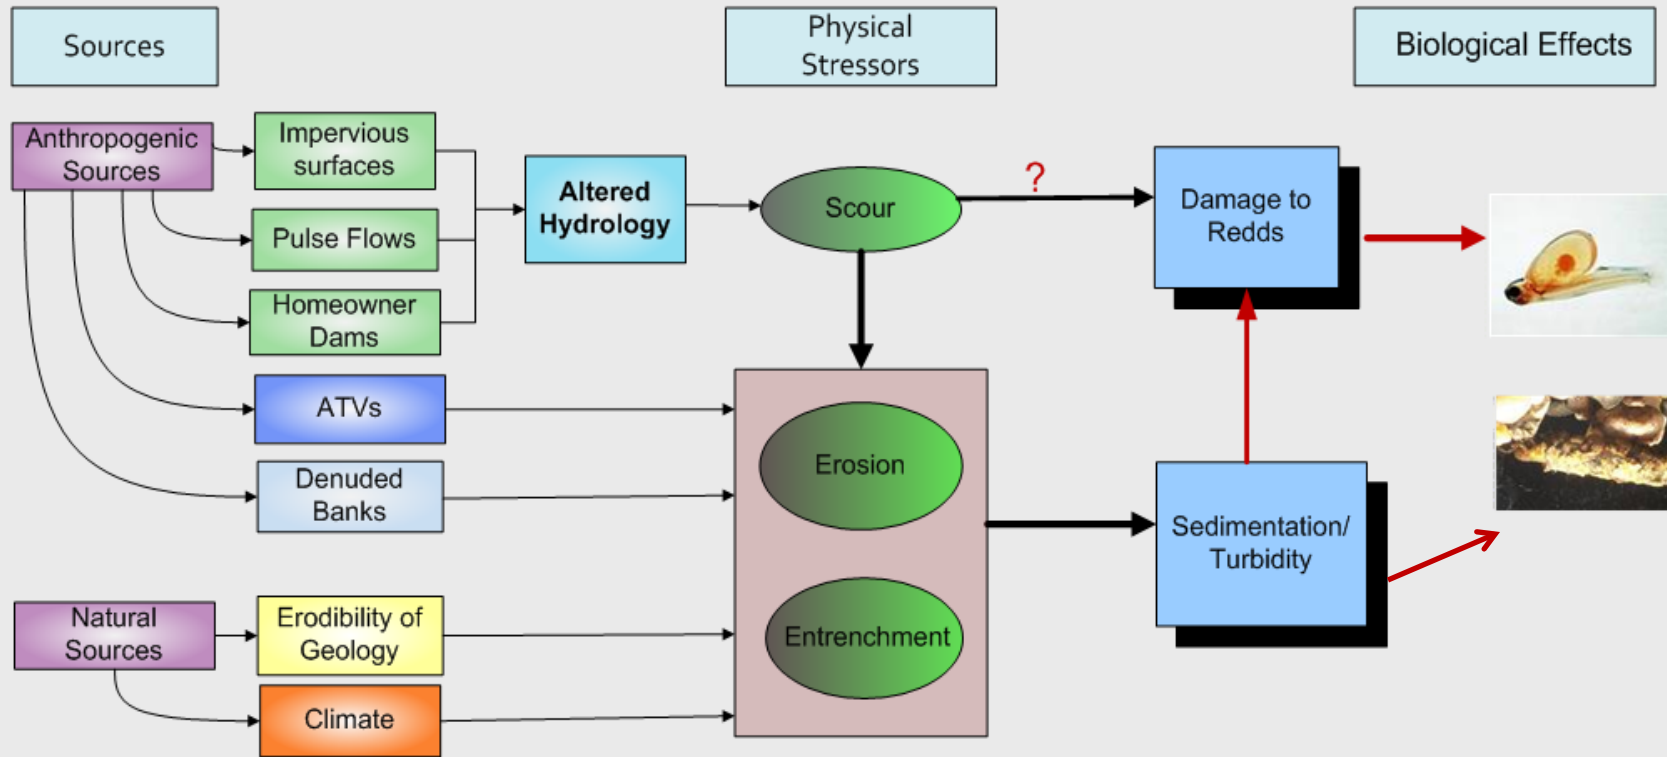 Sources
Physical
Stressors
Biological Effects
Anthropogenic
Sources
Impervious
surfaces
Pulse Flows
Homeowner
Dams
ATVs
Denuded
Banks
Natural
Sources
Erodibility of
Geology
Climate
Altered
Hydrology
Scour
?
Erosion
Entrenchment
Damage to
Redds
Sedimentation/
Turbidity